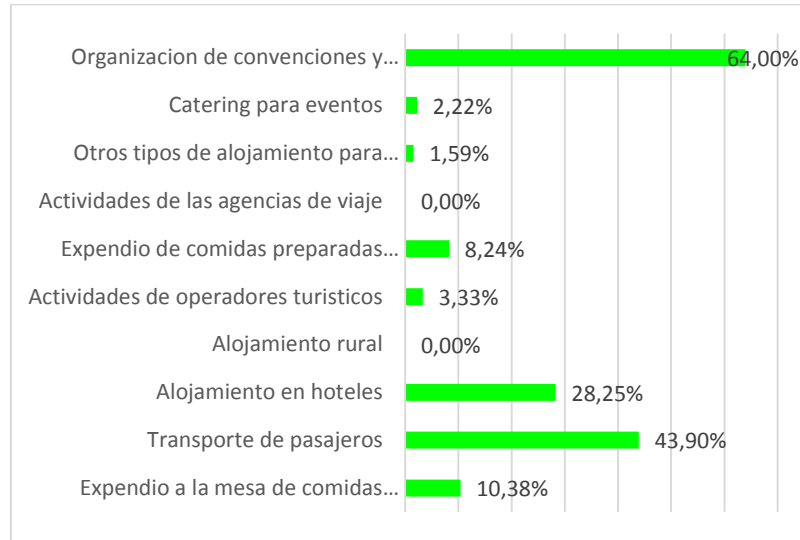 Organizacion de convenciones y...
64,00%
Catering para eventos
2,22%
Otros tipos de alojamiento para...
1,59%
Actividades de las agencias de viaje
0,00%
Expendio de comidas preparadas...
8,24%
Actividades de operadores turisticos
3,33%
Alojamiento rural
0,00%
Alojamiento en hoteles
28,25%
Transporte de pasajeros
43,90%
Expendio a la mesa de comidas...
10,38%